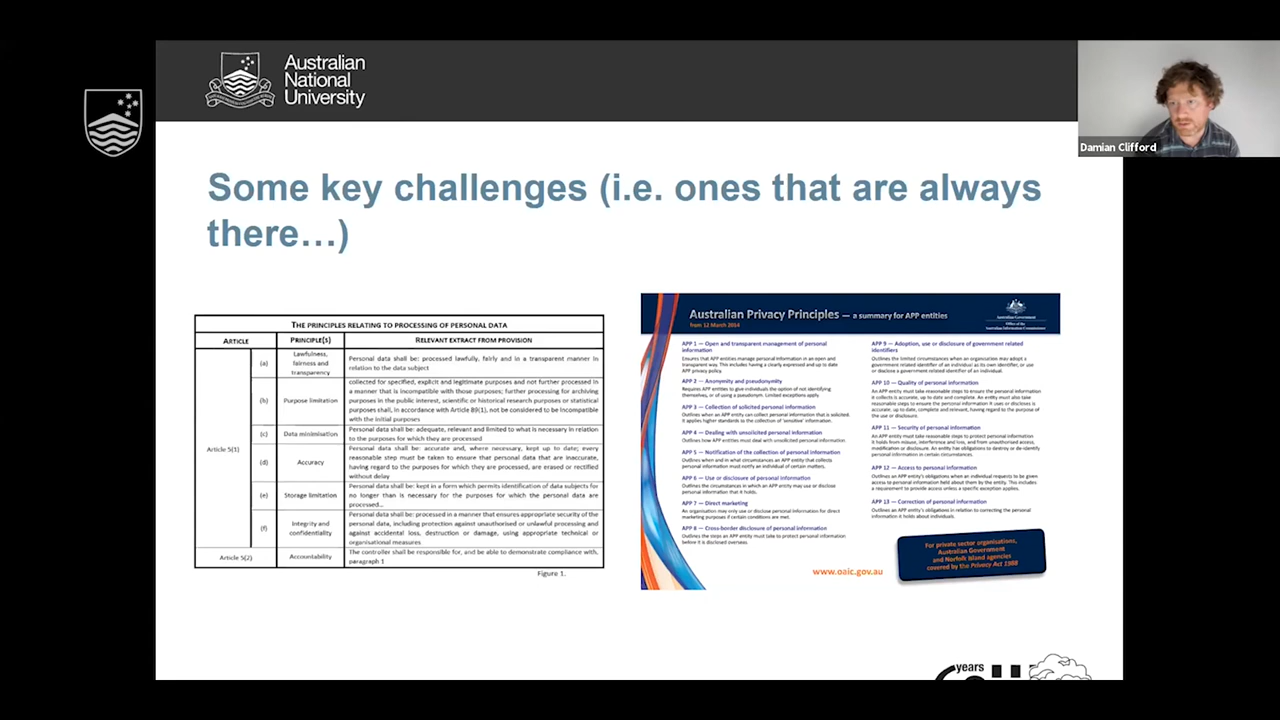 Australian
National
University
Damian Clifford
Some key challenges (i.e. ones that are always
there…)
THE PRINCIPLES RELATING TO PROCESSING OF PERSONAL DATA
ARTICLE PRINCIPLE(S) RELEVANT EXTRACT FROM PROVISION
(a)
Lawfulness,
fairness and
transparency
Personal data shall be: processed lawfully, fairly and in a transparent manner in
relation to the data subject
(b)
Purpose limitation
collected for specified, explicit and legitimate purposes and not further processed in
a manner that is incompatible with those purposes; further processing for archiving
purposes in the public interest, scientific or historical research purposes or statistical
purposes shall, in accordance with Article 89(1), not be considered to be incompatible
with the initial purposes
Article 5(1)
(c)
Data minimisation
Personal data shall be: adequate, relevant and limited to what is necessary in relation
to the purposes for which they are processed
(d)
Accuracy
Personal data shall be: accurate and, where necessary, kept up to date; every
reasonable step must be taken to ensure that personal data that are inaccurate,
having regard to the purposes for which they are processed, are erased or rectified
without delay
(e)
Storage limitation
Personal data shall be: kept in a form which permits identification of data subjects for
no longer than is necessary for the purposes for which the personal data are
processed...
(f)
Integrity and
confidentiality
Personal data shall be: processed in a manner that ensures appropriate security of the
personal data, including protection against unauthorised or unlawful processing and
against accidental loss, destruction or damage, using appropriate technical or
organisational measures
Article 5(2)
Accountability
The controller shall be responsible for, and be able to demonstrate compliance with,
paragraph 1
Figure 1.
Australian Privacy Principles — a summary for APP entities
from 12 March 2014
Australian Government
Office of the
Australian Information Commissioner
APP 1 — Open and transparent management of personal
information
Ensures that APP entities manage personal information in an open and
transparent way. This includes having a clearly expressed and up to date
APP privacy policy.
APP 2 — Anonymity and pseudonymity
Requires APP entities to give individuals the option of not identifying
themselves, or of using a pseudonym. Limited exceptions apply.
APP 3 — Collection of solicited personal information
Outlines when an APP entity can collect personal information that is solicited.
It applies higher standards to the collection of 'sensitive' information.
APP 4 — Dealing with unsolicited personal information
Outlines how APP entities must deal with unsolicited personal information.
APP 5 — Notification of the collection of personal information
Outlines when and in what circumstances an APP entity that collects
personal information must notify an individual of certain matters.
APP 6 — Use or disclosure of personal information
Outlines the circumstances in which an APP entity may use or disclose
personal information that it holds.
APP 7 — Direct marketing
An organisation may only use or disclose personal information for direct
marketing purposes if certain conditions are met.
APP 8 — Cross-border disclosure of personal information
Outlines the steps an APP entity must take to protect personal information
before it is disclosed overseas.
APP 9 — Adoption, use or disclosure of government related
identifiers
Outlines the limited circumstances when an organisation may adopt a
government related identifier of an individual as its own identifier, or use
or disclose a government related identifier of an individual.
APP 10 — Quality of personal information
An APP entity must take reasonable steps to ensure the personal information
it collects is accurate, up to date and complete. An entity must also take
reasonable steps to ensure the personal information it uses or discloses is
accurate, up to date, complete and relevant, having regard to the purpose of
the use or disclosure.
APP 11 — Security of personal information
An APP entity must take reasonable steps to protect personal information
it holds from misuse, interference and loss, and from unauthorised access,
modification or disclosure. An entity has obligations to destroy or de-identify
personal information in certain circumstances.
APP 12 — Access to personal information
Outlines an APP entity's obligations when an individual requests to be given
access to personal information held about them by the entity. This includes
a requirement to provide access unless a specific exception applies.
APP 13 — Correction of personal information
Outlines an APP entity's obligations in relation to correcting the personal
information it holds about individuals.
For private sector organisations,
Australian Government
and Norfolk Island agencies
covered by the Privacy Act 1988
www.oaic.gov.au
years